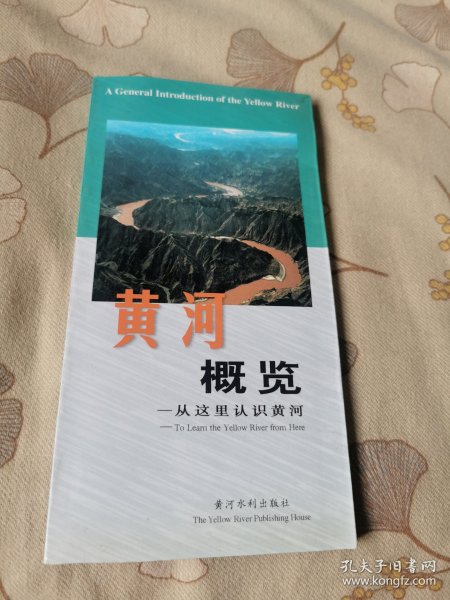 A General Introduction of the Yellow River
黄河
概览
—从这里认识黄河
—To Learn the Yellow River from Here
黄河水利出版社
The Yellow River Publishing House
孔夫子旧书网
www.kongfz.com